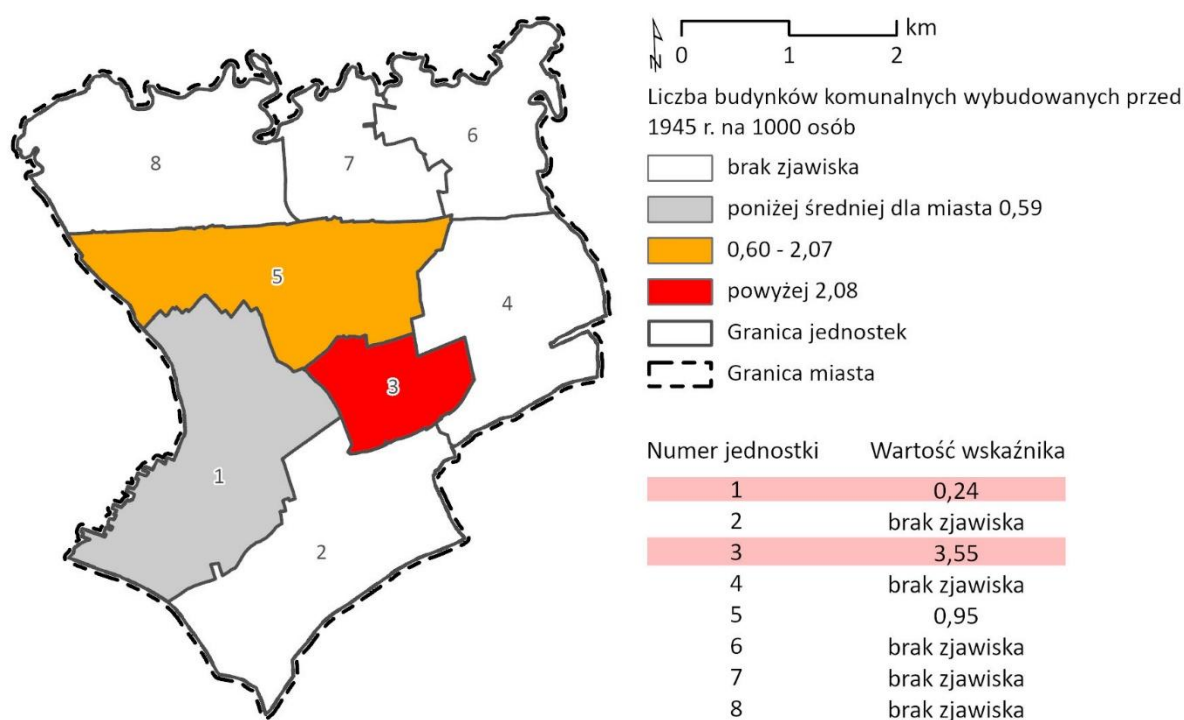 km
0 1 2
N
Liczba budynków komunalnych wybudowanych przed
1945 r. na 1000 osób
brak zjawiska
poniżej średniej dla miasta 0,59
0,60 - 2,07
powyżej 2,08
Granica jednostek
Granica miasta
8
7
6
5
4
3
1
2
Numer jednostki Wartość wskaźnika
1 0,24
2 brak zjawiska
3 3,55
4 brak zjawiska
5 0,95
6 brak zjawiska
7 brak zjawiska
8 brak zjawiska